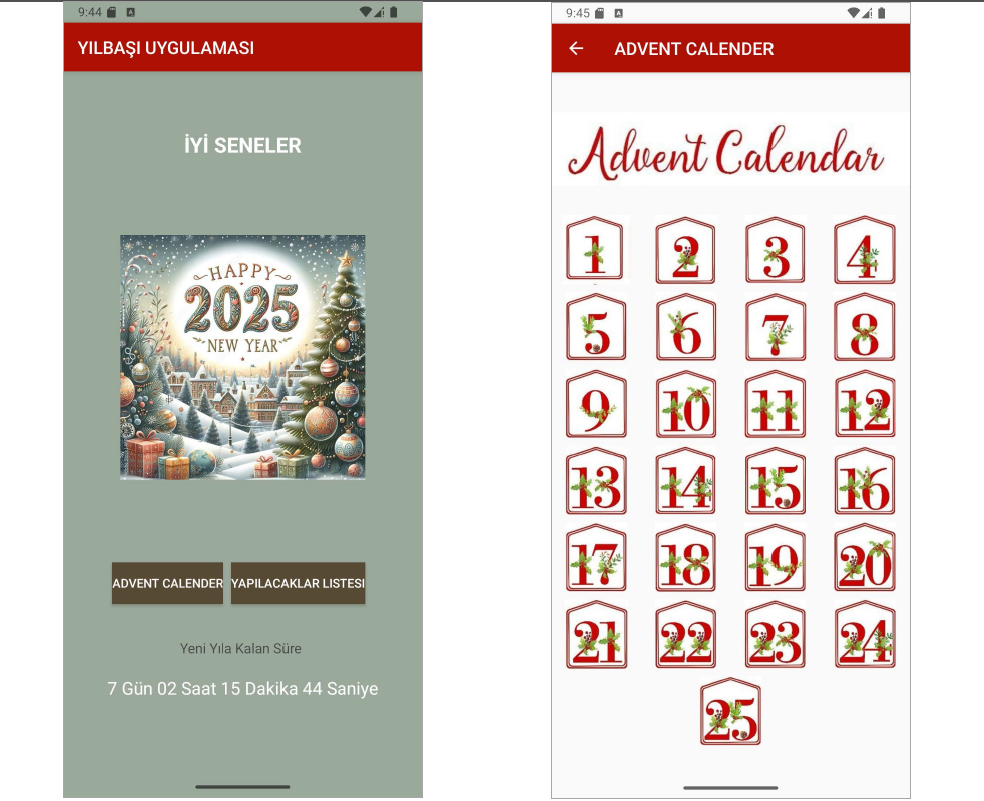 9:44
YILBAŞI UYGULAMASI
İYİ SENELER
HAPPY
2025
NEW YEAR
ADVENT CALENDER
YAPILACAKLAR LISTESI
Yeni Yıla Kalan Süre
7 Gün 02 Saat 15 Dakika 44 Saniye
9:45
ADVENT CALENDER
Advent Calendar
1 2 3 4
5 6 7 8
9 10 11 12
13 14 15 16
17 18 19 20
21 22 23 24
25